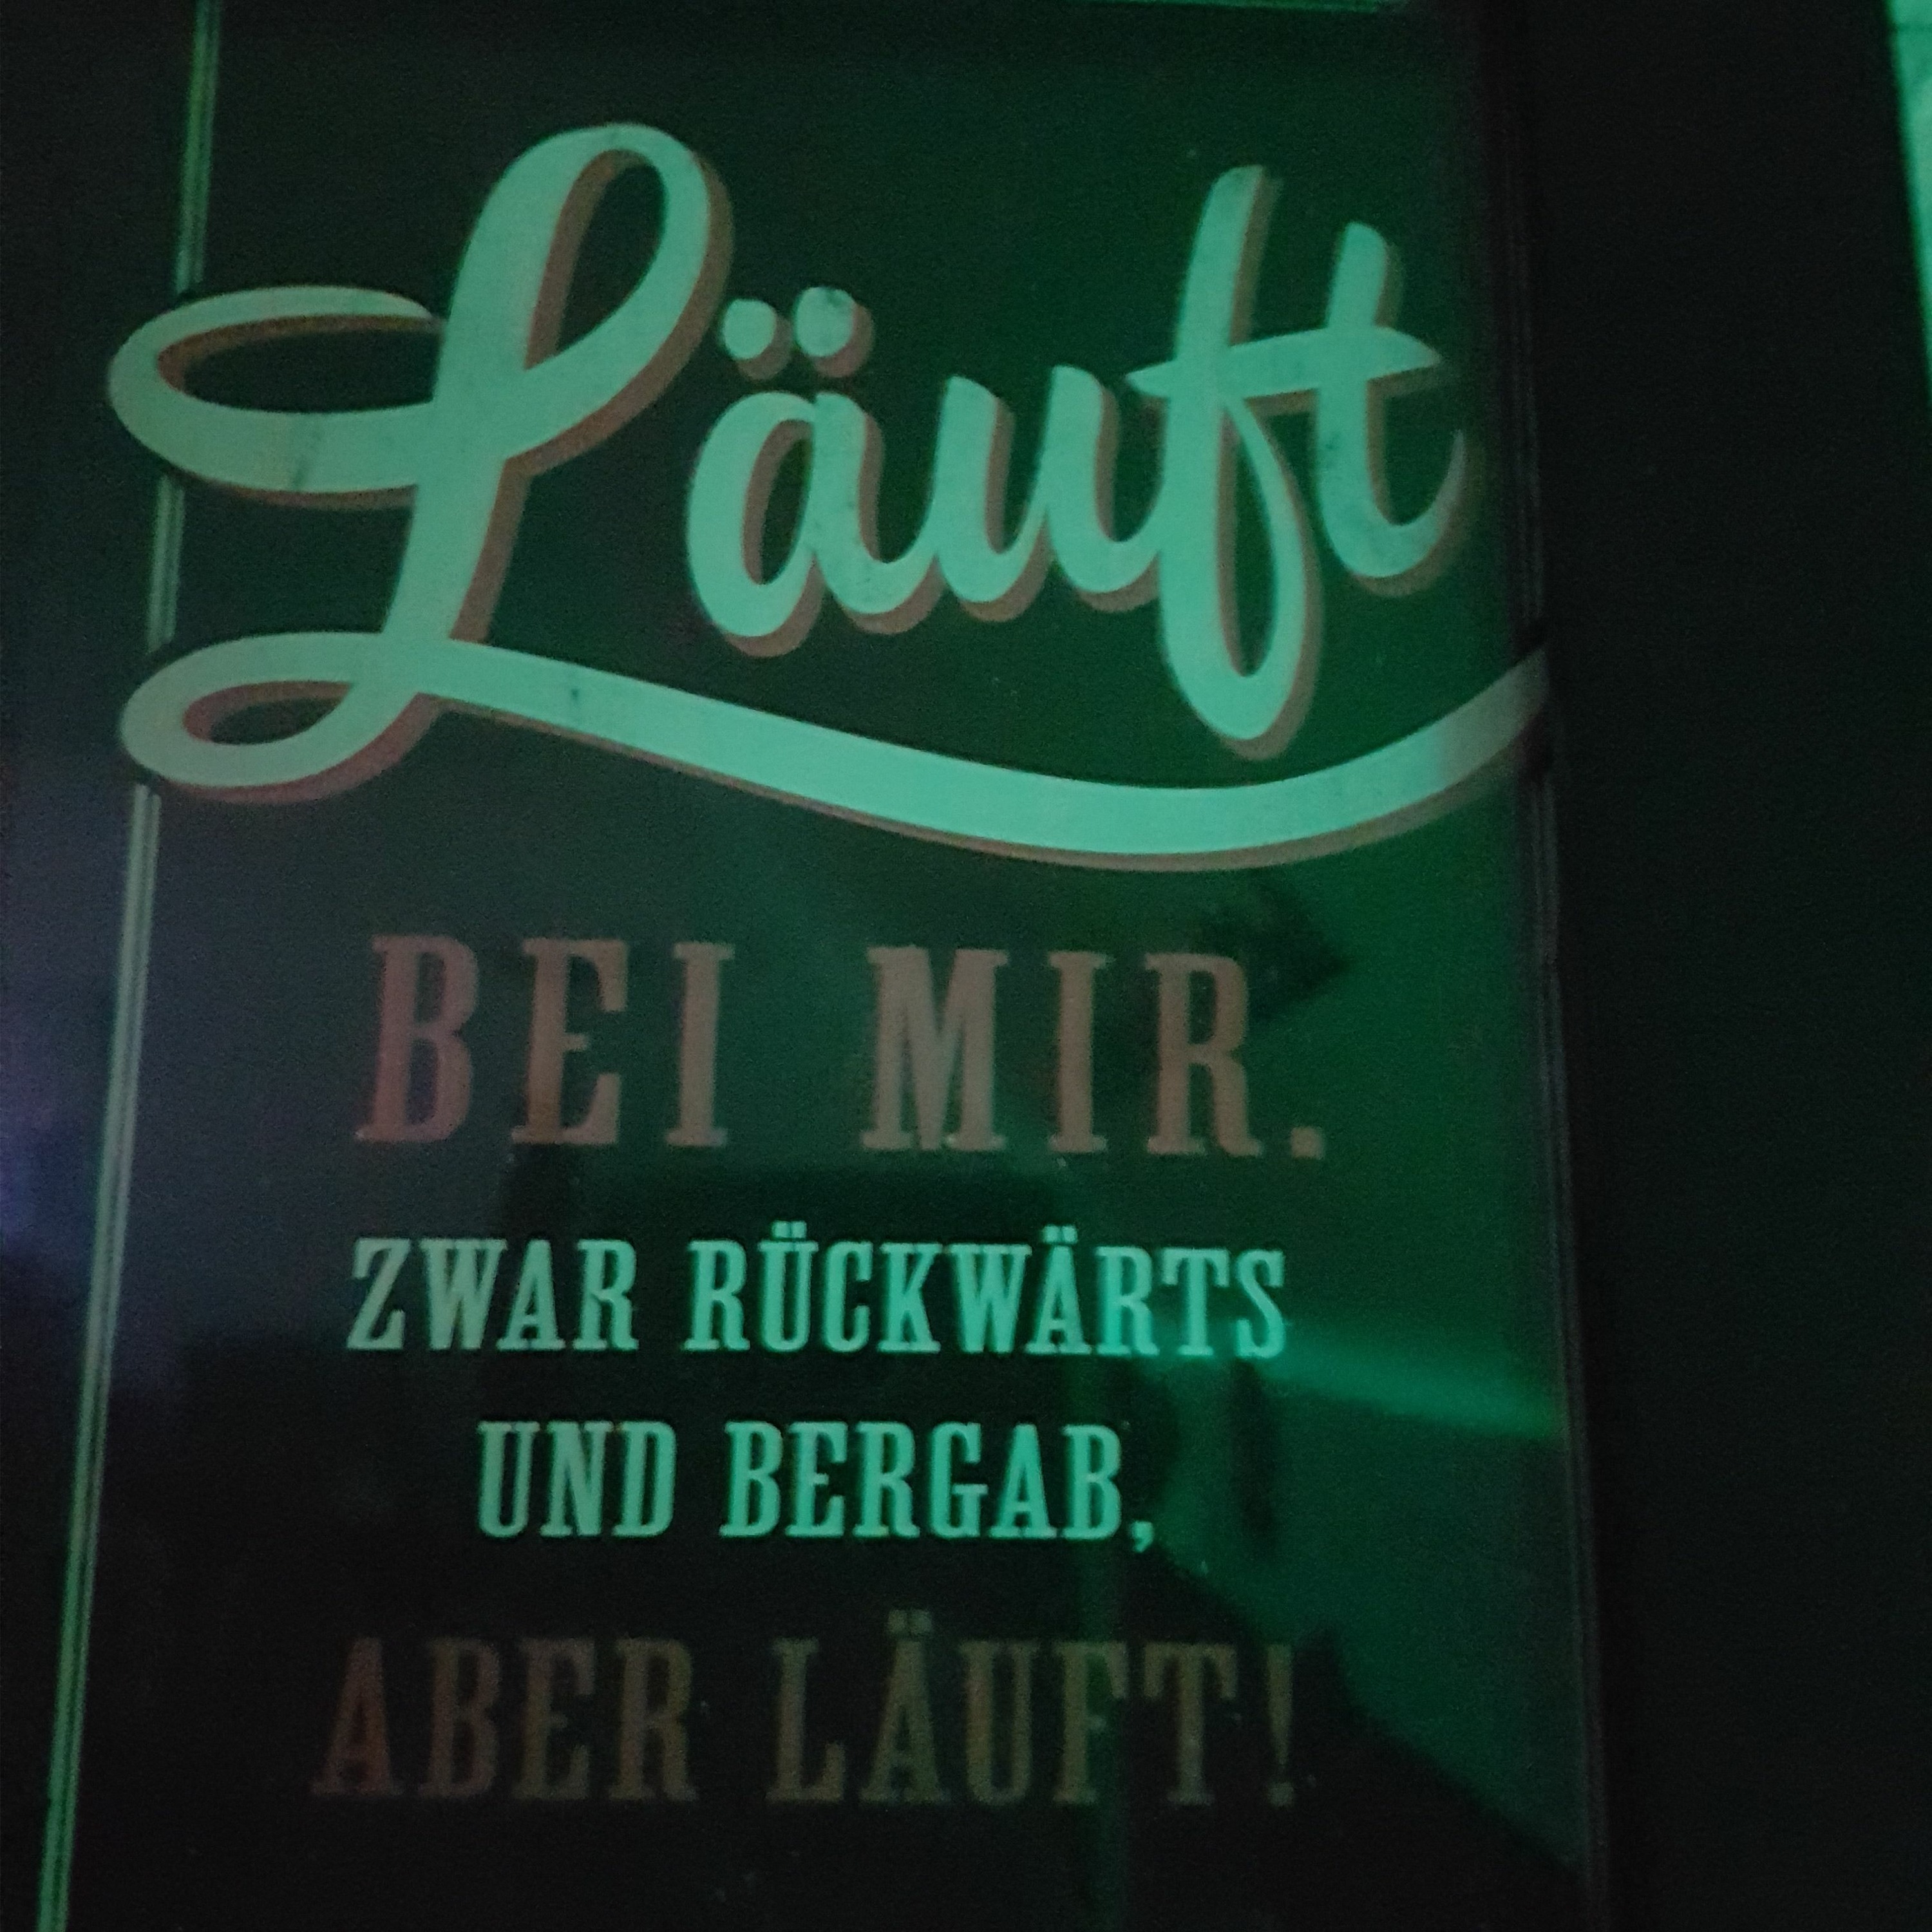 Läuft
BEI MIR.
ZWAR RÜCKWÄRTS
UND BERGAB,
ABER LÄUFT!